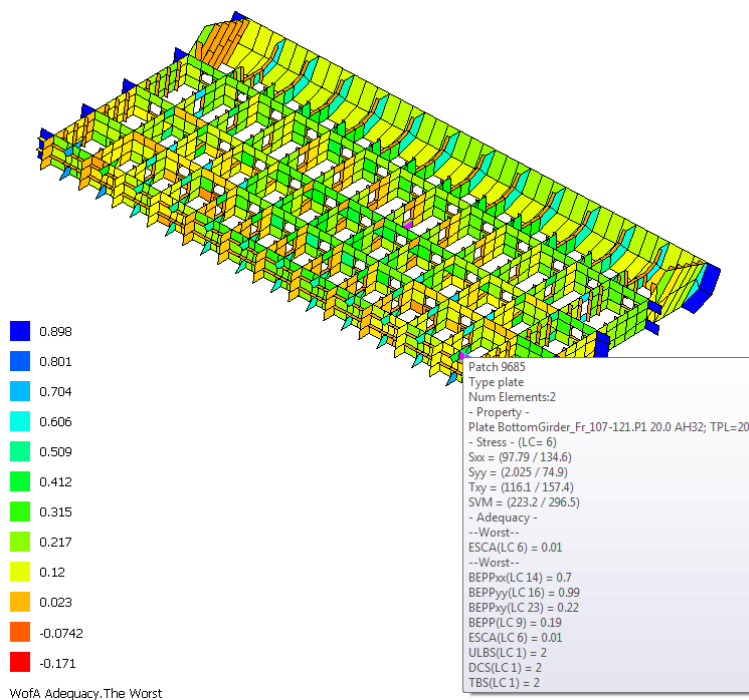 0.898
0.801
0.704
0.606
0.509
0.412
0.315
0.217
0.12
0.023
-0.0742
-0.171
WofA Adequacy.The Worst
Patch 9685
Type plate
Num Elements:2
- Property -
Plate BottomGirder_Fr_107-121.P1 20.0 AH32; TPL=20
- Stress - (LC= 6)
Sxx = (97.79 / 134.6)
Syy = (2.025 / 74.9)
Txy = (116.1 / 157.4)
SVM = (223.2 / 296.5)
- Adequacy -
--Worst--
ESCA(LC 6) = 0.01
--Worst--
BEPPxx(LC 14) = 0.7
BEPPyy(LC 16) = 0.99
BEPPxy(LC 23) = 0.22
BEPP(LC 9) = 0.19
ESCA(LC 6) = 0.01
ULBS(LC 1) = 2
DCS(LC 1) = 2
TBS(LC 1) = 2